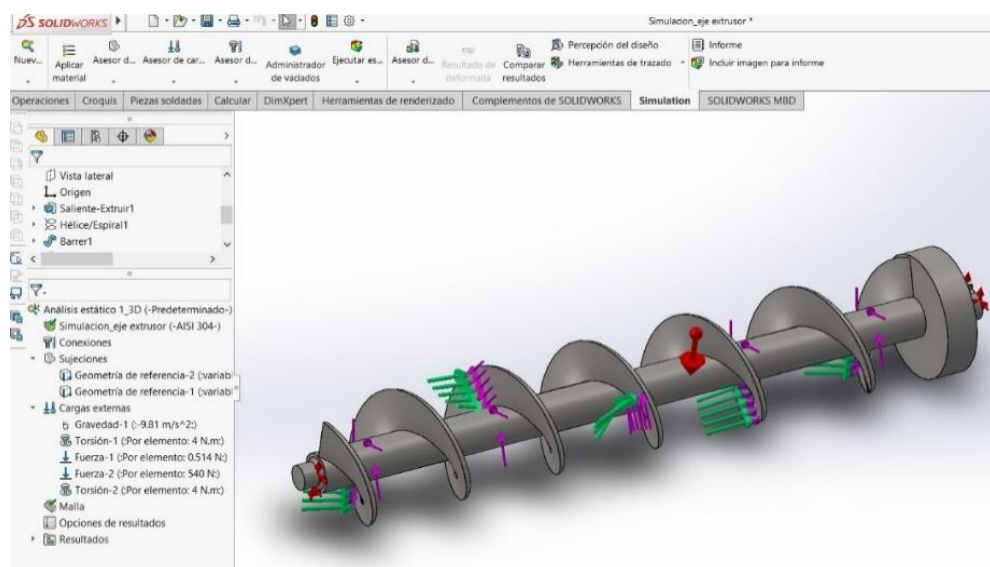 SOLIDWORKS
Simulacion_eje extrusor *
Nuev...
Aplicar material
Asesor d...
Asesor de car...
Asesor d...
Administrador de vaciados
Ejecutar es...
Asesor d...
Resultado de deformada
Comparar resultados
Percepción del diseño
Herramientas de trazado
Informe
Incluir imagen para informe
Operaciones
Croquis
Piezas soldadas
Calcular
DimXpert
Herramientas de renderizado
Complementos de SOLIDWORKS
Simulation
SOLIDWORKS MBD
Vista lateral
Origen
Saliente-Extruir1
Hélice/Espiral1
Barrer1
Análisis estático 1_3D (-Predeterminado-)
Simulacion_eje extrusor (-AISI 304-)
Conexiones
Sujeciones
Geometría de referencia-2 (:variabl
Geometría de referencia-1 (:variabl
Cargas externas
Gravedad-1 (:-9.81 m/s^2:)
Torsión-1 (:Por elemento: 4 N.m:)
Fuerza-1 (:Por elemento: 0.514 N:)
Fuerza-2 (:Por elemento: 540 N:)
Torsión-2 (:Por elemento: 4 N.m:)
Malla
Opciones de resultados
Resultados